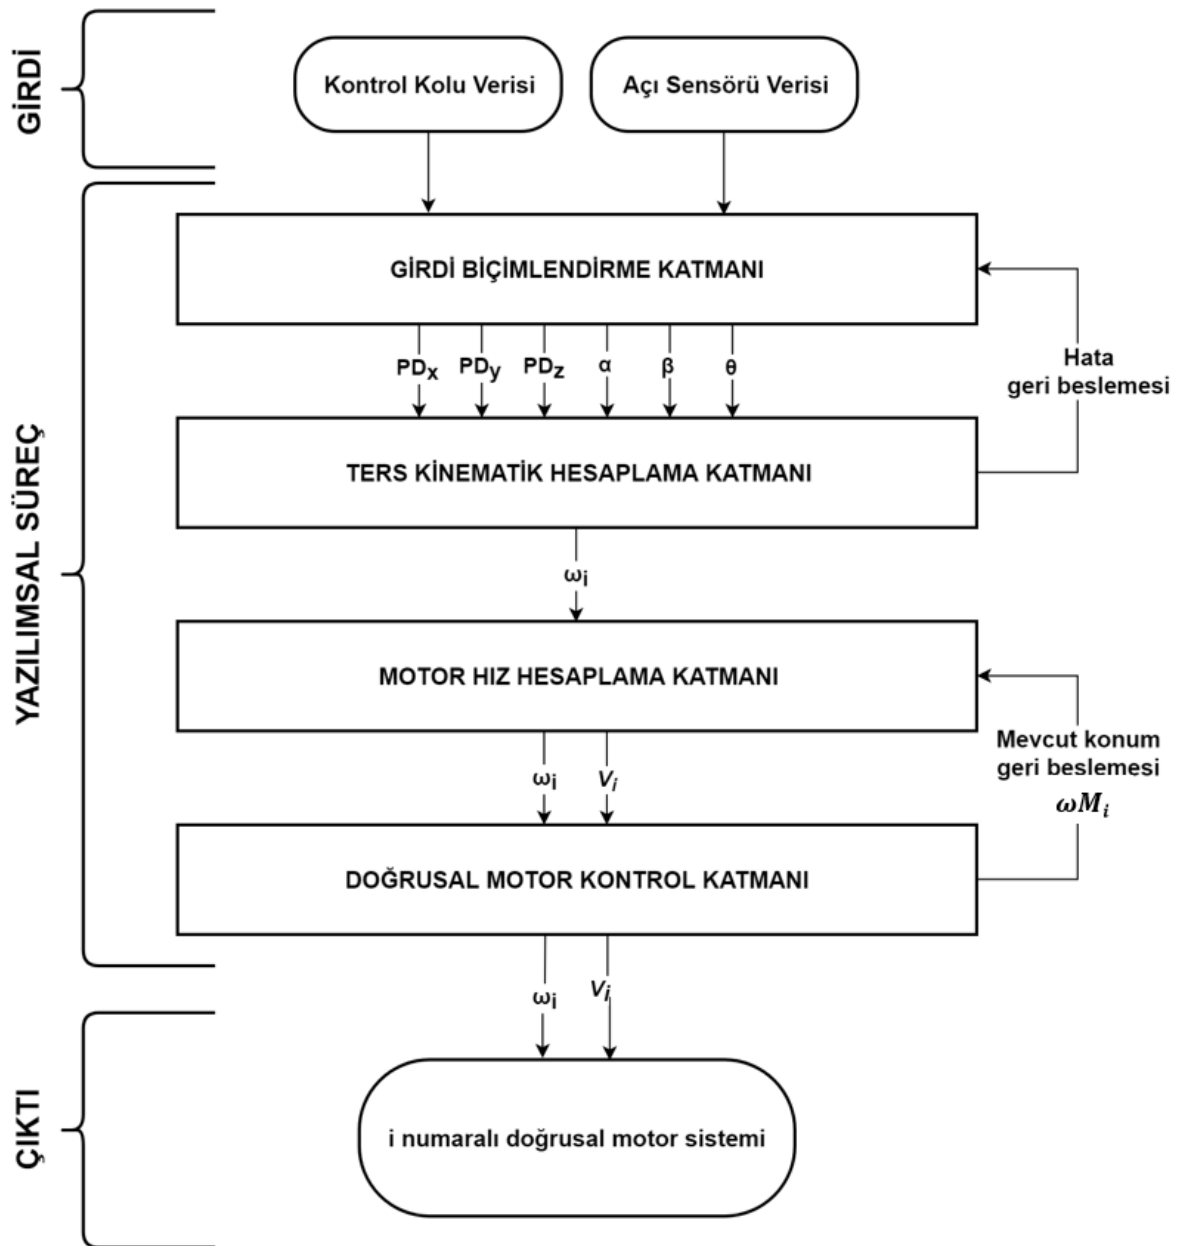 GİRDİ
Kontrol Kolu Verisi
Açı Sensörü Verisi
YAZILIMSAL SÜREÇ
GİRDİ BİÇİMLENDİRME KATMANI
PDx
PDy
PDz
α
β
θ
Hata
geri beslemesi
TERS KİNEMATİK HESAPLAMA KATMANI
ωi
MOTOR HIZ HESAPLAMA KATMANI
Mevcut konum
geri beslemesi
ωMi
ωi
Vi
DOĞRUSAL MOTOR KONTROL KATMANI
ωi
Vi
ÇIKTI
i numaralı doğrusal motor sistemi